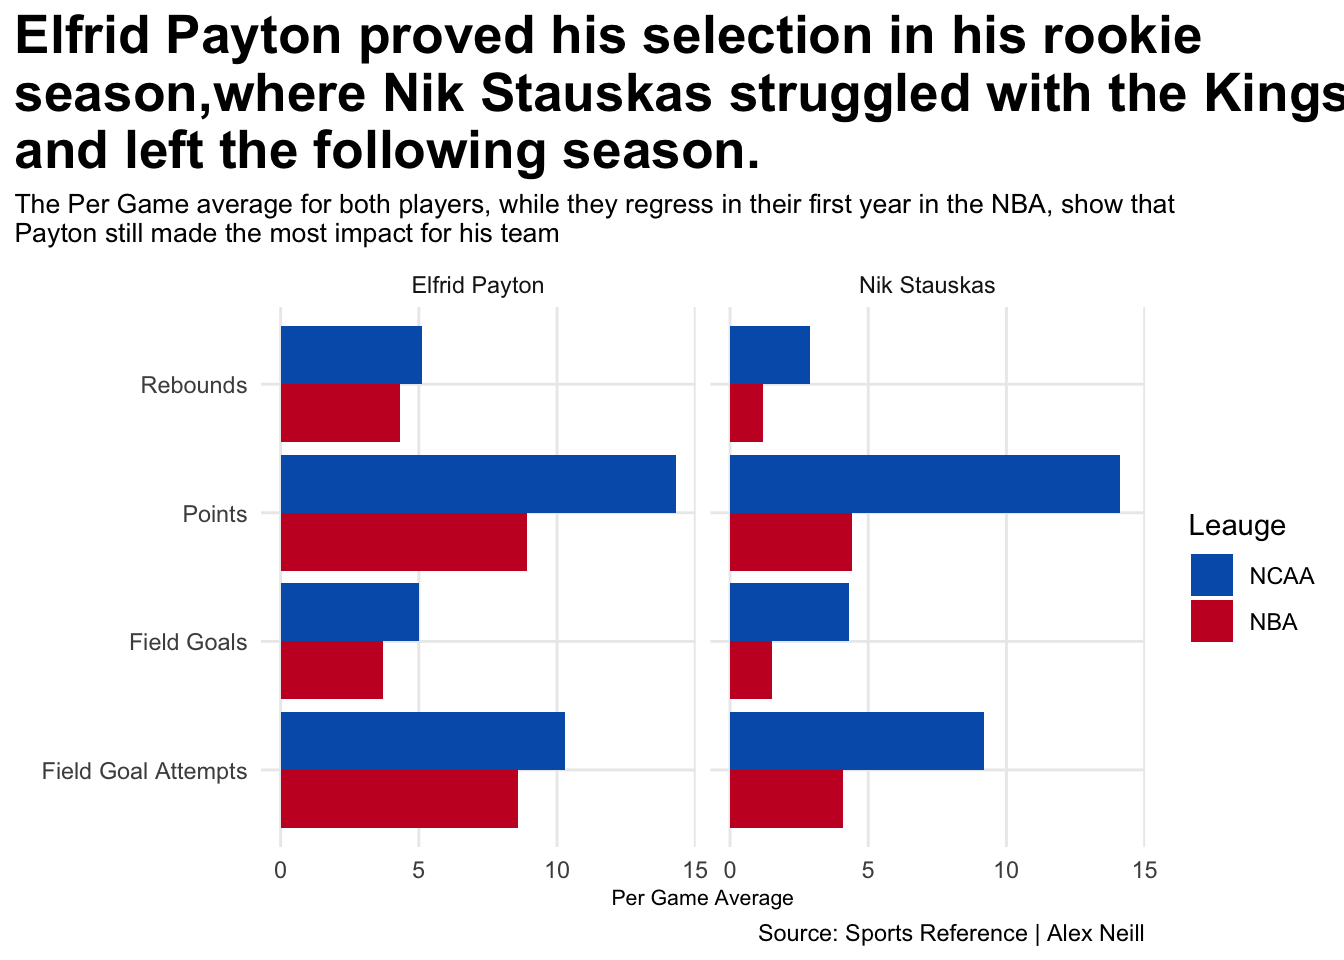 Elfrid Payton proved his selection in his rookie
season,where Nik Stauskas struggled with the Kings
and left the following season.
The Per Game average for both players, while they regress in their first year in the NBA, show that
Payton still made the most impact for his team
Elfrid Payton
Nik Stauskas
Rebounds
Points
Field Goals
Field Goal Attempts
0 5 10 15 0 5 10 15
Per Game Average
Leauge
NCAA
NBA
Source: Sports Reference | Alex Neill